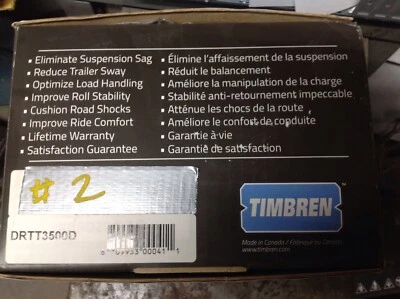 • Eliminate Suspension Sag
• Reduce Trailer Sway
• Optimize Load Handling
• Improve Roll Stability
• Cushion Road Shocks
• Improve Ride Comfort
• Lifetime Warranty
• Satisfaction Guarantee
• Élimine l'affaissement de la suspension
• Réduit le balancement
• Améliore la manipulation de la charge
• Stabilité anti-retournement impeccable
• Atténue les chocs de la route
• Améliore le confort de conduite
• Garantie à vie
• Garantie de satisfaction
# 2
DRTT3500D
TIMBREN
Made in Canada / Fabriqué au Canada
www.timbren.com